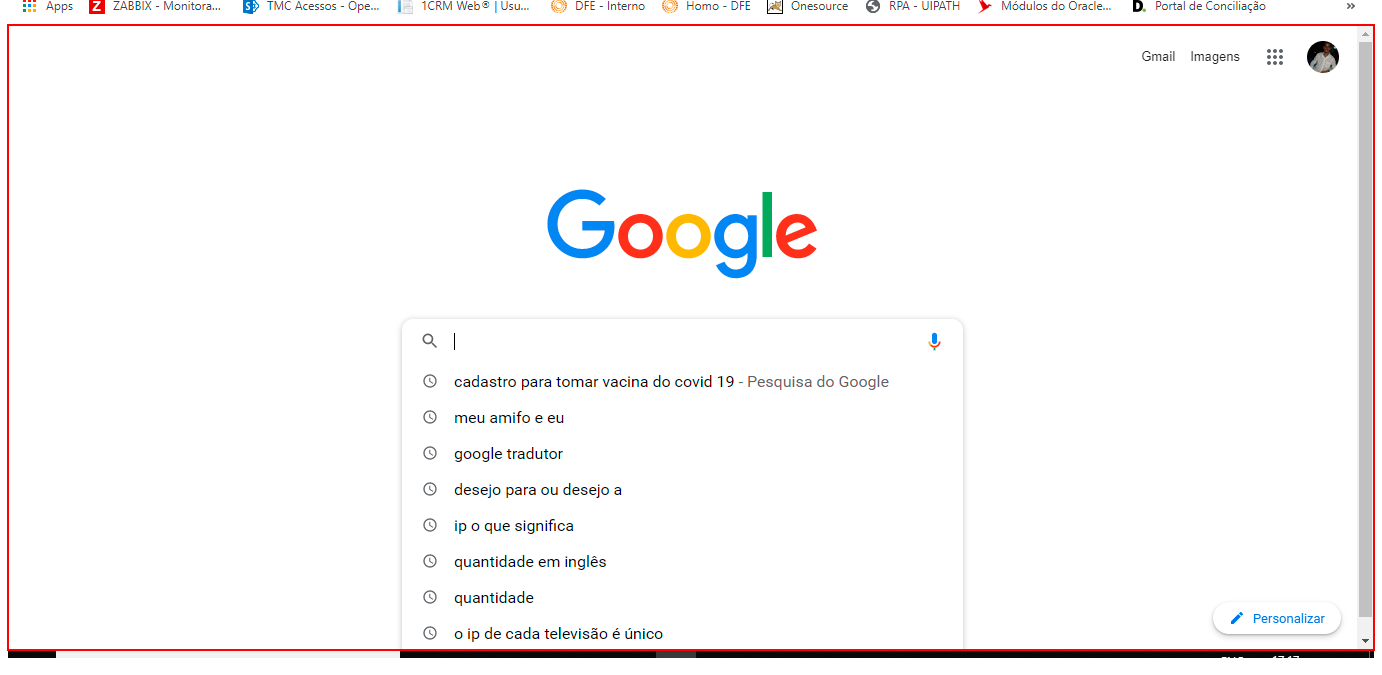 Apps ZABBIX - Monitora... TMC Acessos - Ope... 1CRM Web® | Usu... DFE - Interno Homo - DFE Onesource RPA - UIPATH Módulos do Oracle... D. Portal de Conciliação »
Gmail Imagens
Google
cadastro para tomar vacina do covid 19 - Pesquisa do Google
meu amifo e eu
google tradutor
desejo para ou desejo a
ip o que significa
quantidade em inglês
quantidade
Personalizar
o ip de cada televisão é único